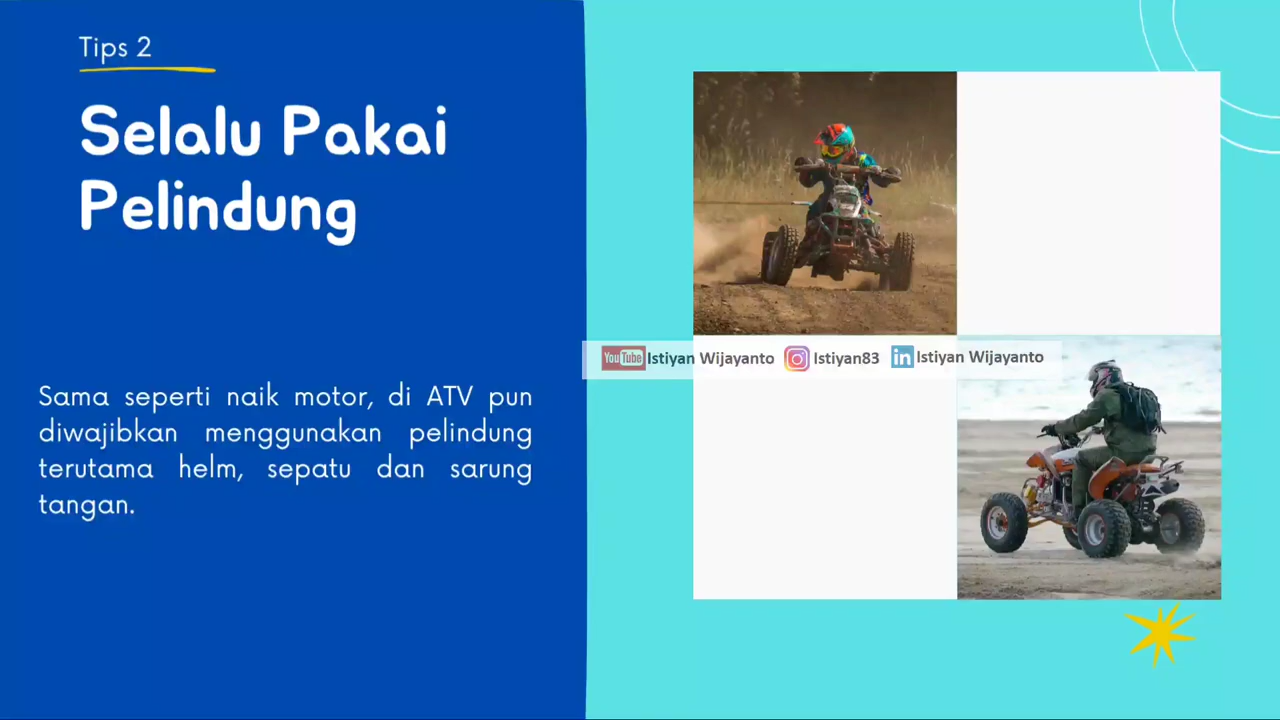 Tips 2
Selalu Pakai
Pelindung
Sama seperti naik motor, di ATV pun
diwajibkan menggunakan pelindung
terutama helm, sepatu dan sarung
tangan.
YouTube Istiyan Wijayanto Istiyan83 in Istiyan Wijayanto